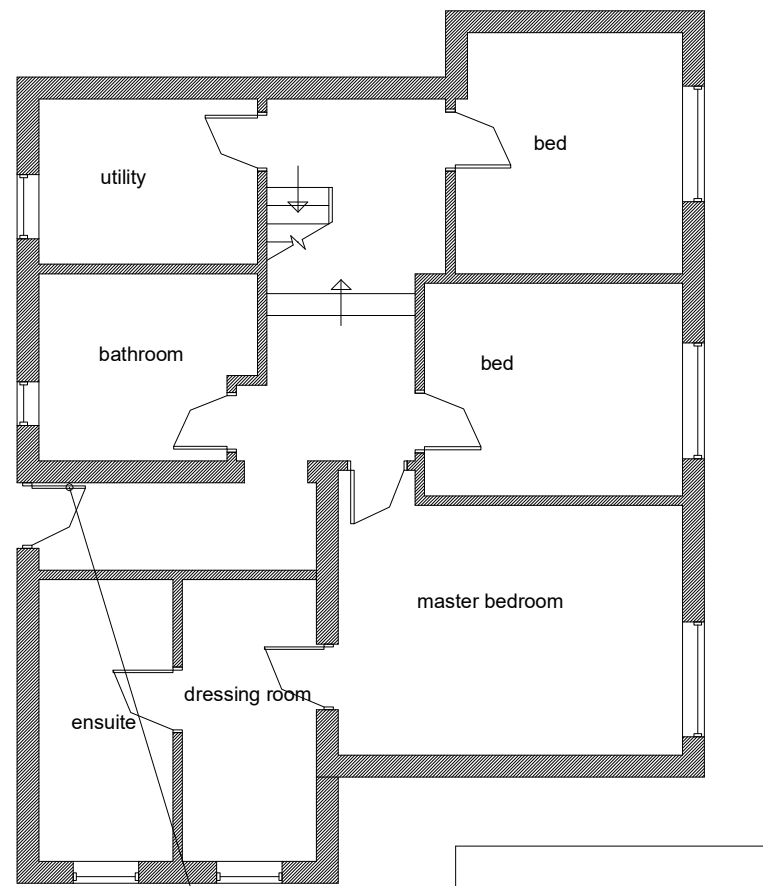 bed
utility
bathroom
bed
master bedroom
dressing room
ensuite